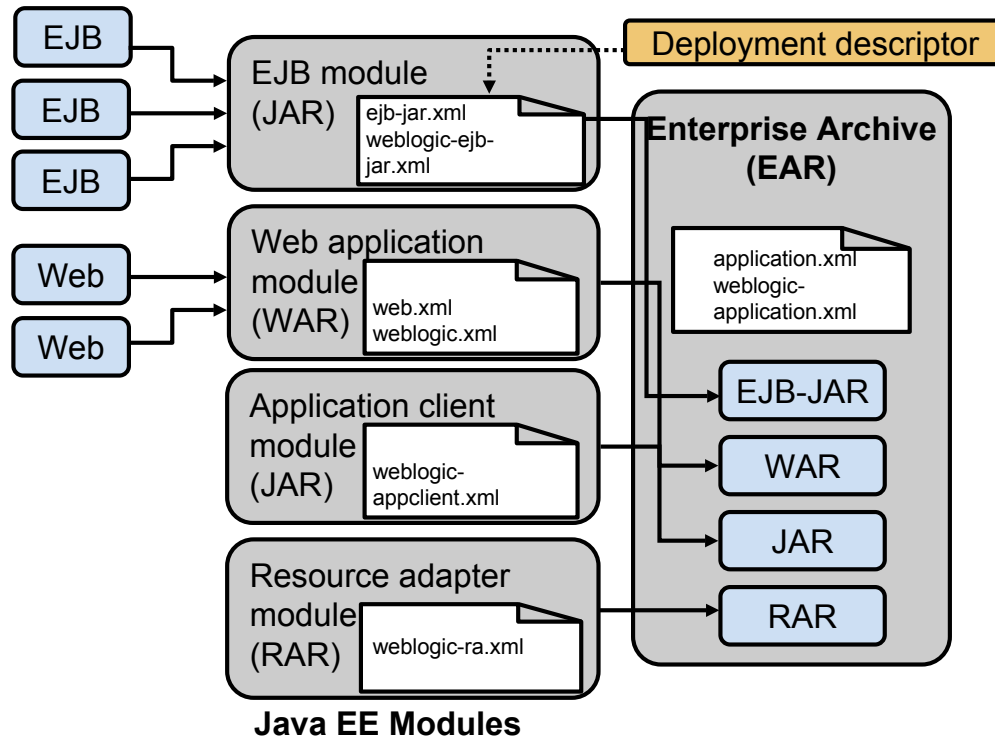 EJB
EJB
EJB
Web
Web
EJB module
(JAR)
ejb-jar.xml
weblogic-ejb-
jar.xml
Web application
module
(WAR)
web.xml
weblogic.xml
Application client
module
(JAR)
weblogic-
appclient.xml
Resource adapter
module
(RAR)
weblogic-ra.xml
Java EE Modules
Deployment descriptor
Enterprise Archive
(EAR)
application.xml
weblogic-
application.xml
EJB-JAR
WAR
JAR
RAR